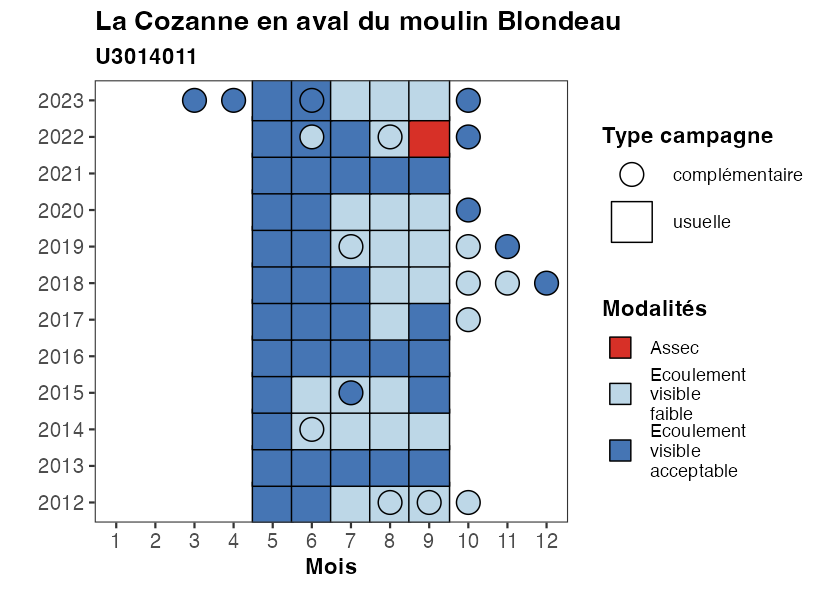 La Cozanne en aval du moulin Blondeau
U3014011
2023
2022
2021
2020
2019
2018
2017
2016
2015
2014
2013
2012
1 2 3 4 5 6 7 8 9 10 11 12
Mois
Type campagne
complémentaire
usuelle
Modalités
Assec
Ecoulement
visible
faible
Ecoulement
visible
acceptable